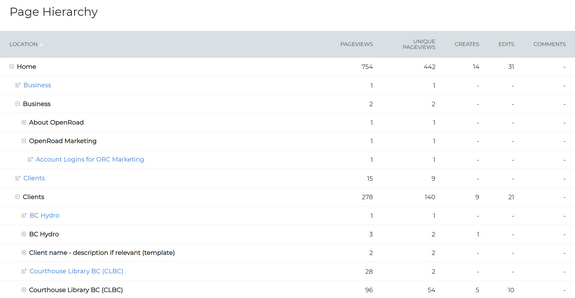 Page Hierarchy
LOCATION PAGEVIEWS UNIQUE PAGEVIEWS CREATES EDITS COMMENTS
Home 754 442 14 31 -
Business 1 1 - - -
Business 2 2 - - -
About OpenRoad 1 1 - - -
OpenRoad Marketing 1 1 - - -
Account Logins for ORC Marketing 1 1 - - -
Clients 15 9 - - -
Clients 278 140 9 21 -
BC Hydro 1 1 - - -
BC Hydro 3 2 1 - -
Client name - description if relevant (template) 2 2 - - -
Courthouse Library BC (CLBC) 28 2 - - -
Courthouse Library BC (CLBC) 96 54 5 10 -